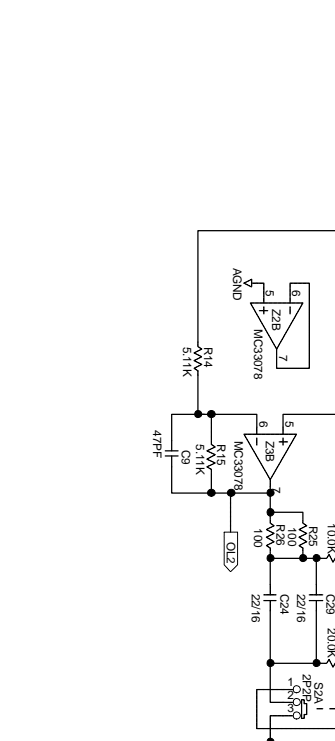 AGND
5
6
+
-
Z2B
MC33078
7
R14
5.11K
6
5
-
+
Z3B
MC33078
7
R15
5.11K
C9
47PF
OL2
R25
100
R26
100
10.0K
C24
22/16
C29
22/16
20.0K
S2A
2P2P
1
2
3